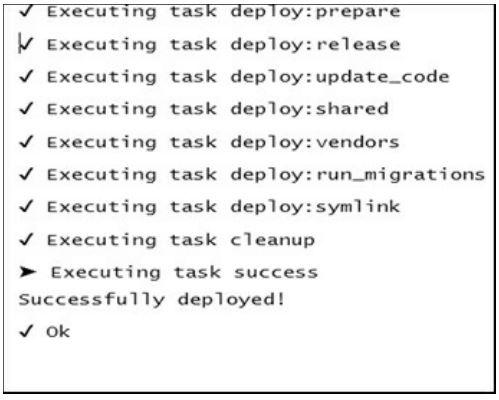 ✓ Executing task deploy:prepare
✓ Executing task deploy:release
✓ Executing task deploy:update_code
✓ Executing task deploy:shared
✓ Executing task deploy:vendors
✓ Executing task deploy:run_migrations
✓ Executing task deploy:symlink
✓ Executing task cleanup
➤ Executing task success
Successfully deployed!
✓ Ok